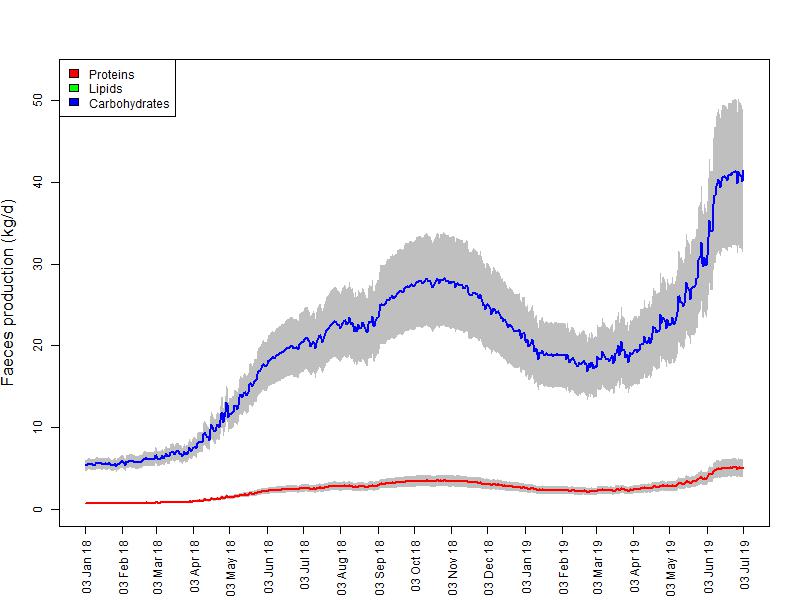 Proteins
Lipids
Carbohydrates
Faeces production (kg/d)
50
40
30
20
10
0
03 Jan 18
03 Feb 18
03 Mar 18
03 Apr 18
03 May 18
03 Jun 18
03 Jul 18
03 Aug 18
03 Sep 18
03 Oct 18
03 Nov 18
03 Dec 18
03 Jan 19
03 Feb 19
03 Mar 19
03 Apr 19
03 May 19
03 Jun 19
03 Jul 19